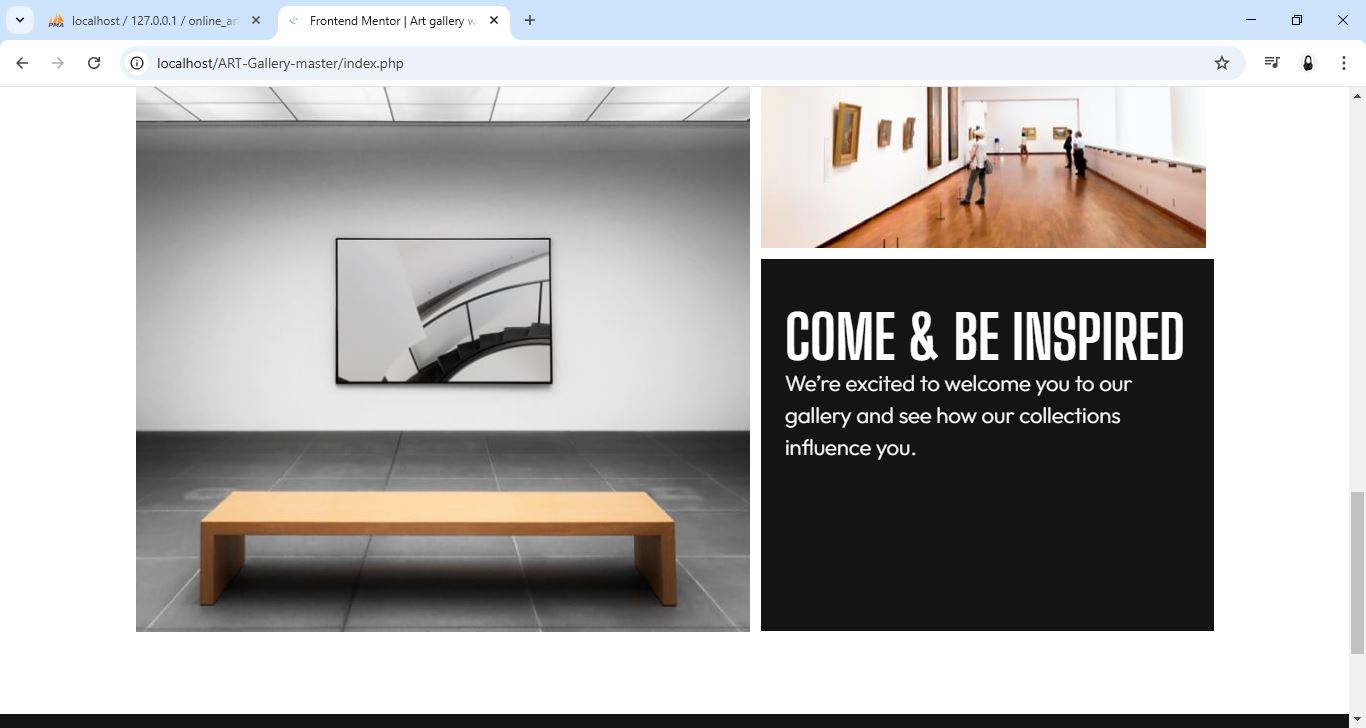 localhost / 127.0.0.1 / online_ar
Frontend Mentor | Art gallery w
localhost/ART-Gallery-master/index.php
COME & BE INSPIRED
We’re excited to welcome you to our
gallery and see how our collections
influence you.